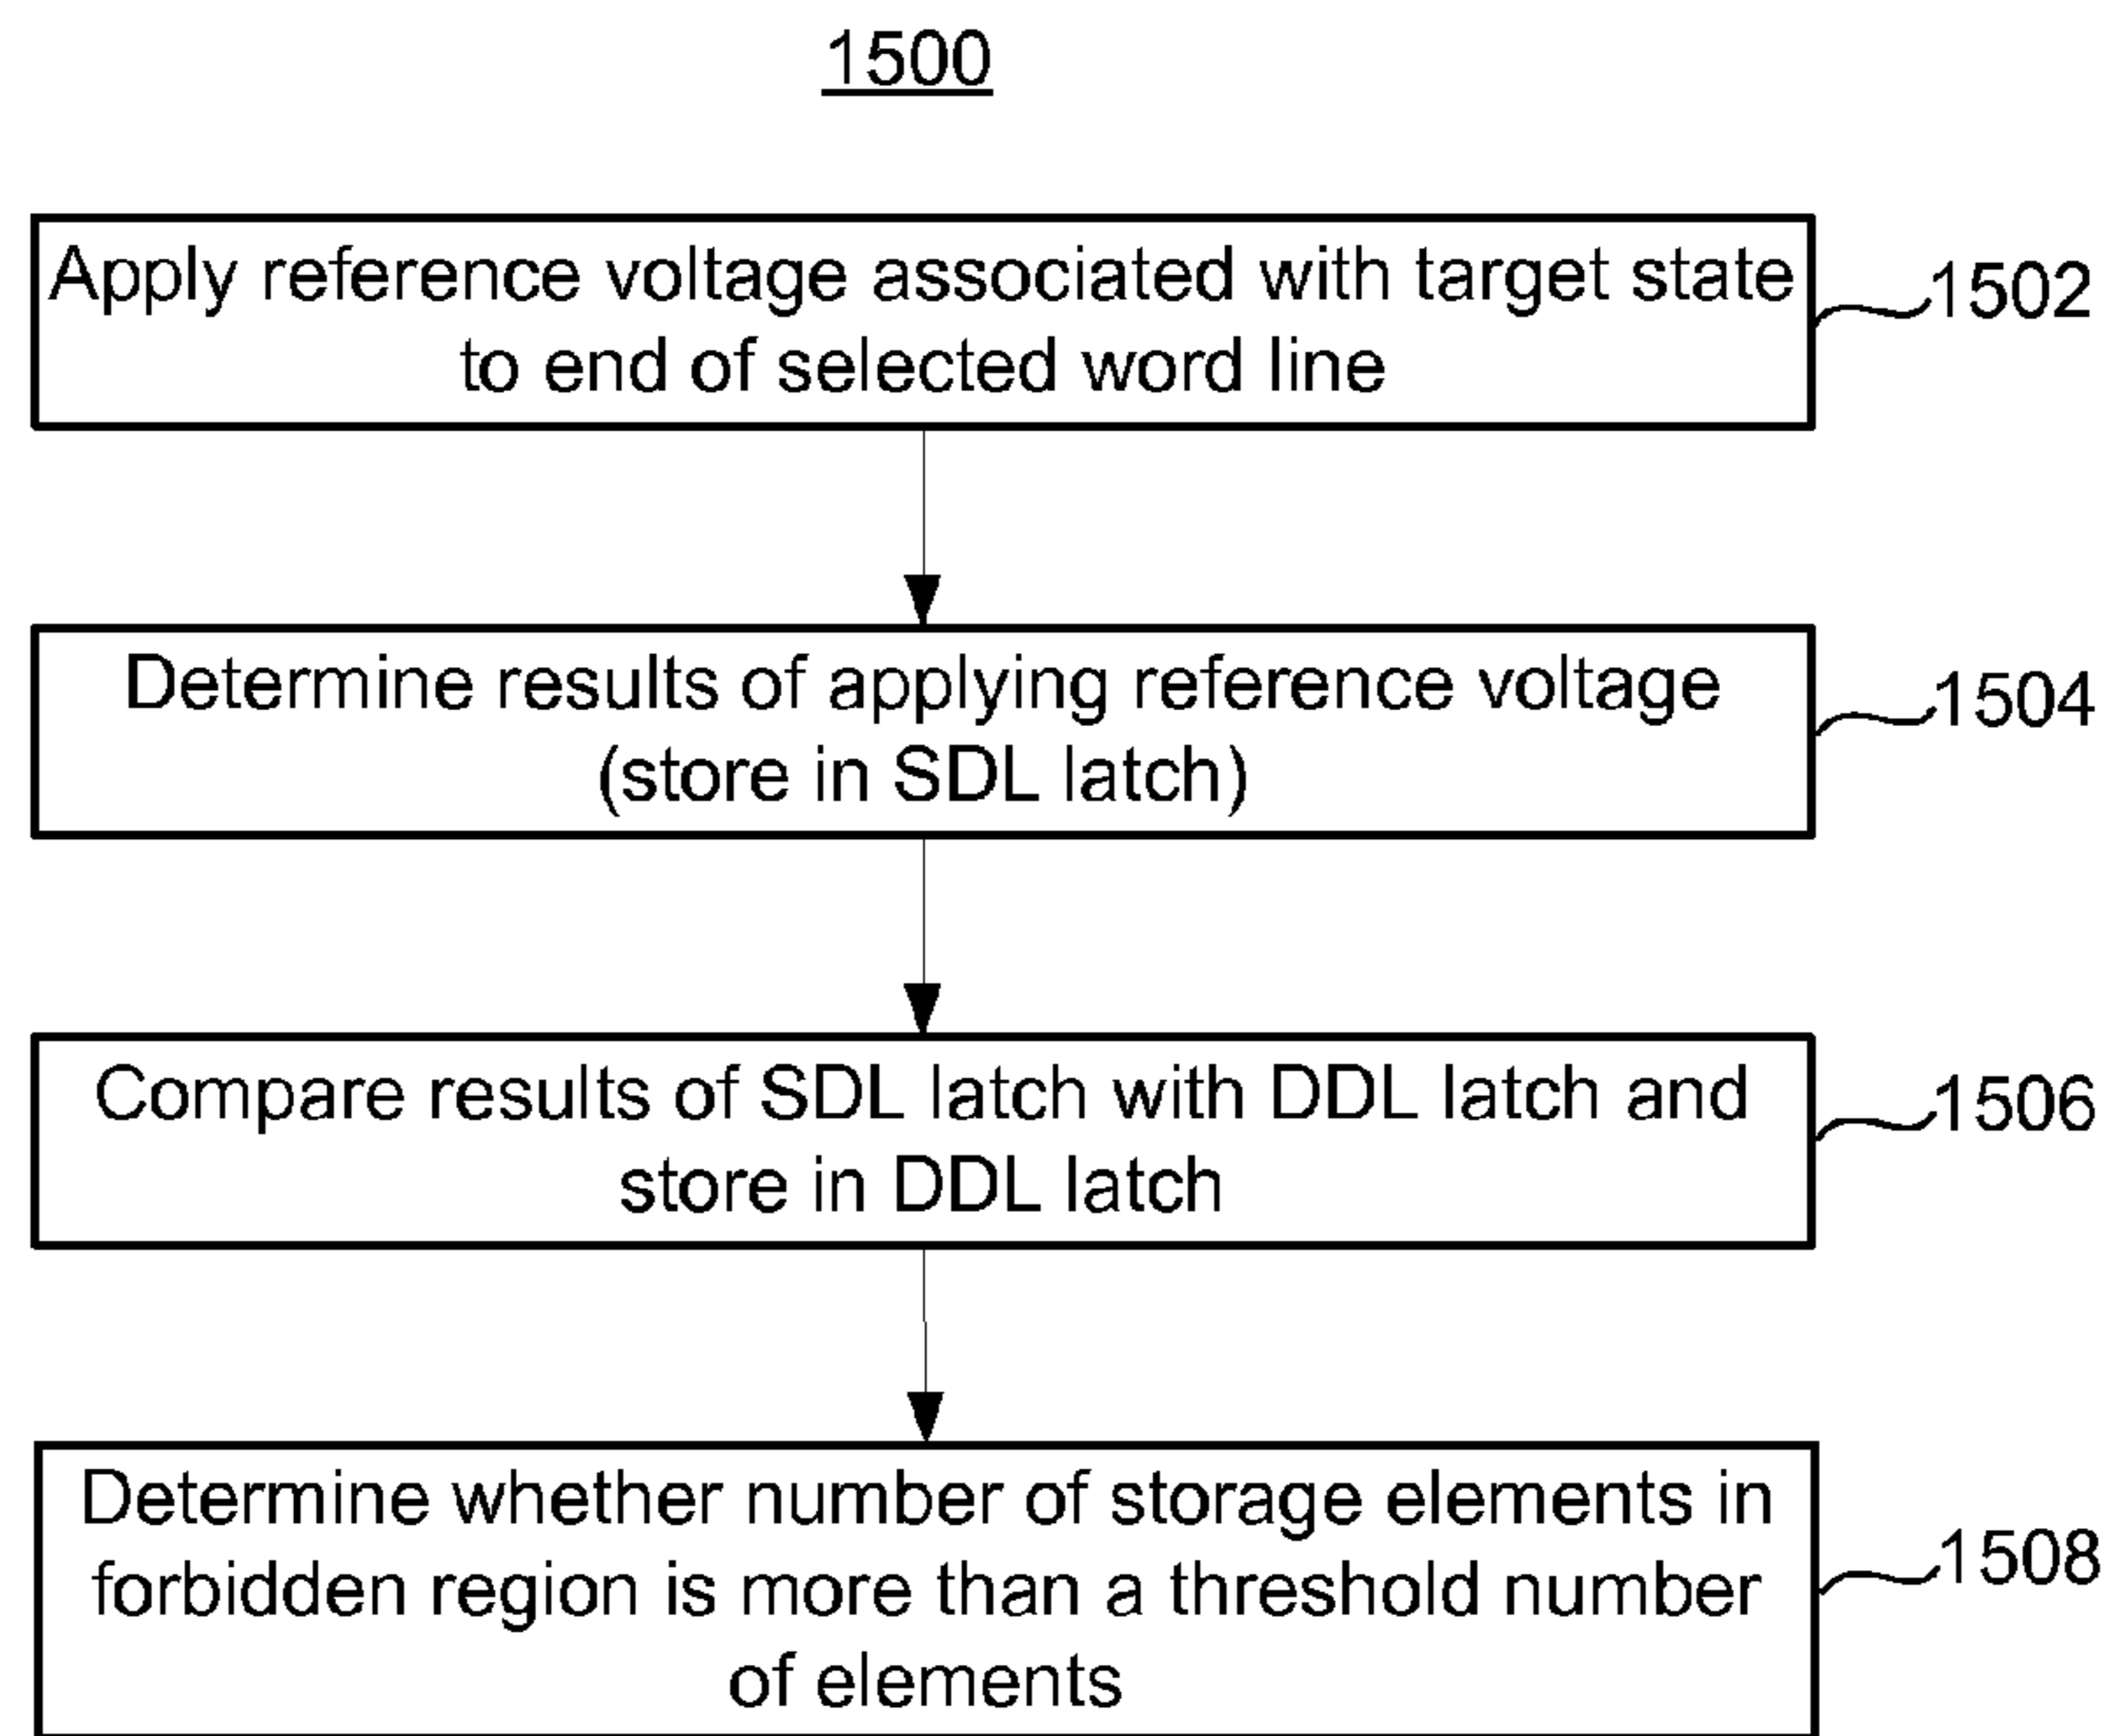 1500
Apply reference voltage associated with target state
to end of selected word line
1502
Determine results of applying reference voltage
(store in SDL latch)
1504
Compare results of SDL latch with DDL latch and
store in DDL latch
1506
Determine whether number of storage elements in
forbidden region is more than a threshold number
of elements
1508